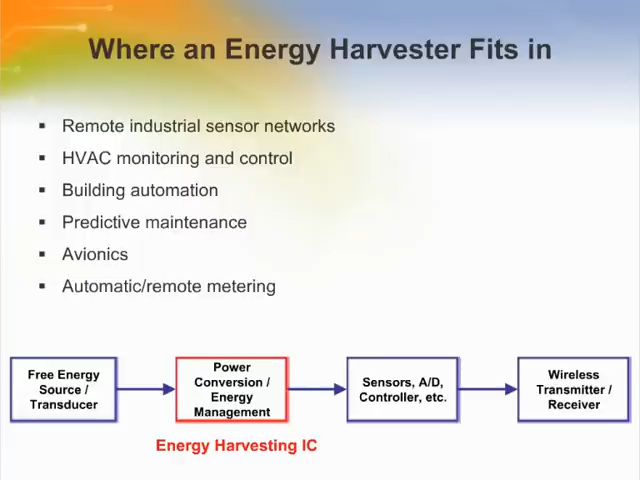 Where an Energy Harvester Fits in
▪ Remote industrial sensor networks
▪ HVAC monitoring and control
▪ Building automation
▪ Predictive maintenance
▪ Avionics
▪ Automatic/remote metering
Free Energy
Source /
Transducer
Power
Conversion /
Energy
Management
Sensors, A/D,
Controller, etc.
Wireless
Transmitter /
Receiver
Energy Harvesting IC